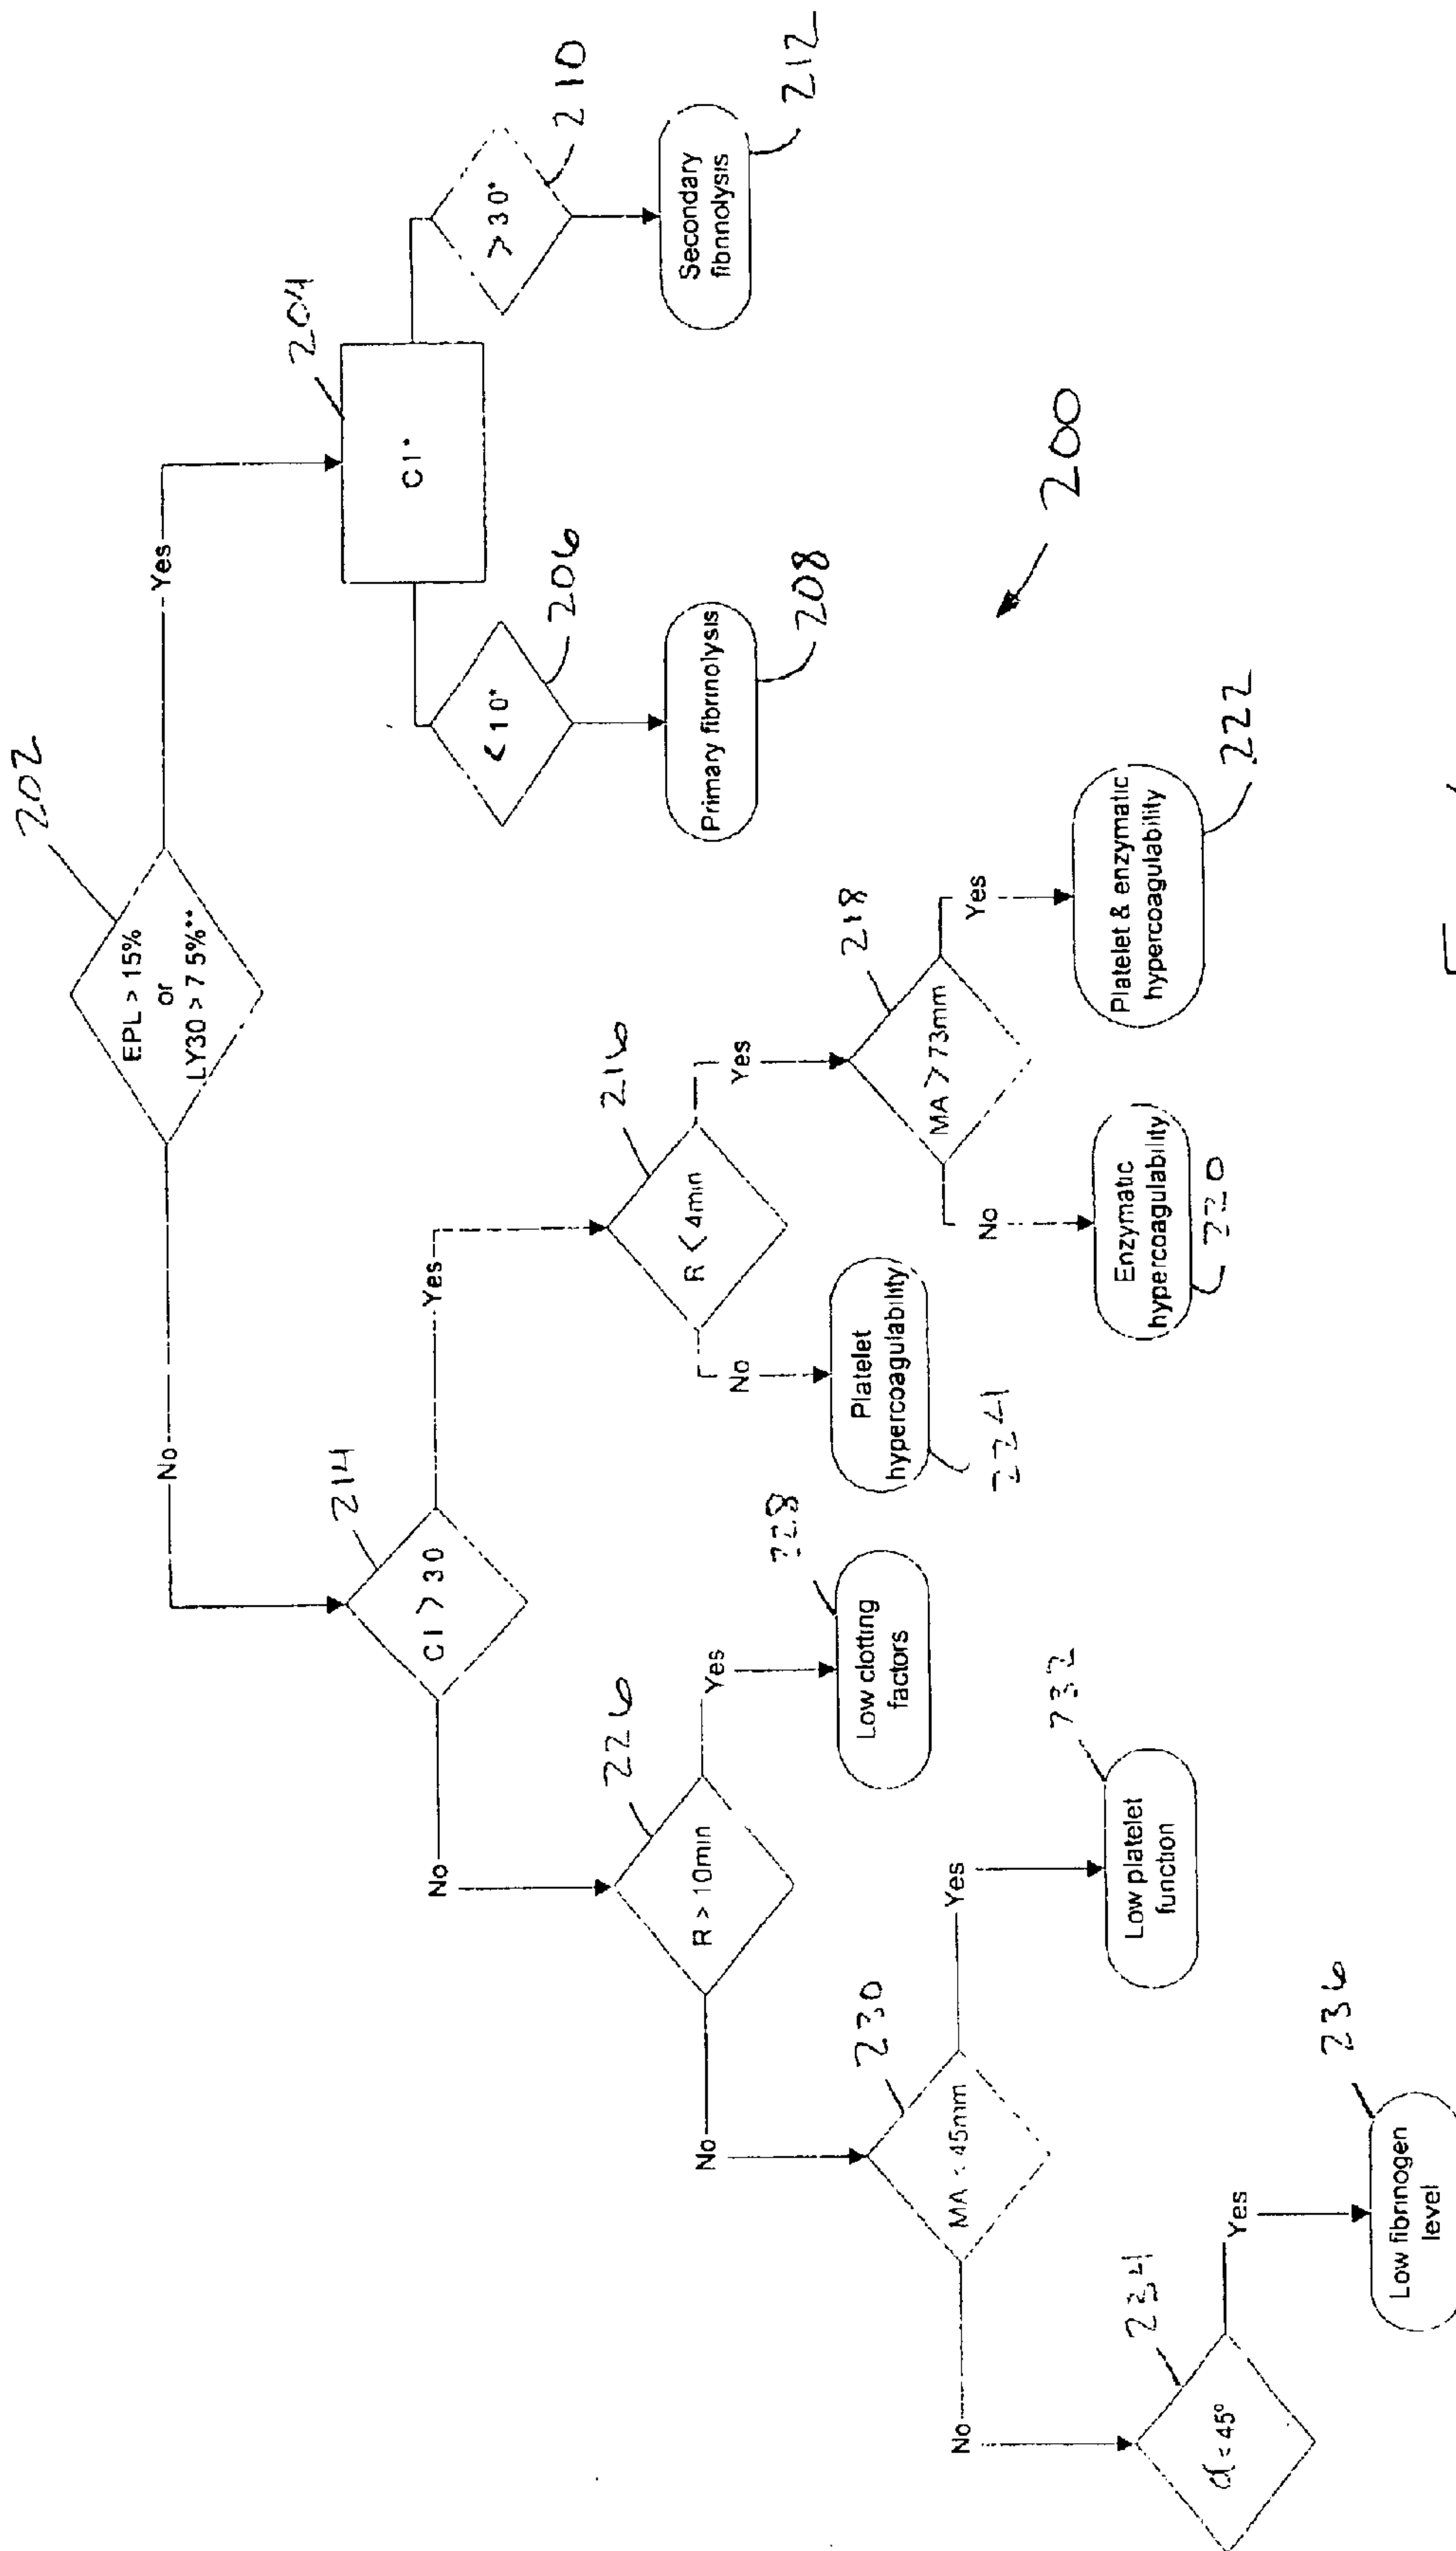 202
EPL > 15%
or
LY30 > 7 5%**
No
Yes
214
CI > 30
204
CI*
No
Yes
206
< 10*
210
> 30*
226
R > 10min
216
R < 4min
Primary fibrinolysis
208
Secondary
fibrinolysis
212
No
Yes
No
Yes
230
MA < 45mm
Low clotting
factors
228
Platelet
hypercoagulability
224
218
MA > 73mm
200
No
Yes
No
Yes
234
45°
Low platelet
function
232
Enzymatic
hypercoagulability
220
Platelet & enzymatic
hypercoagulability
222
Yes
Low fibrinogen
level
236